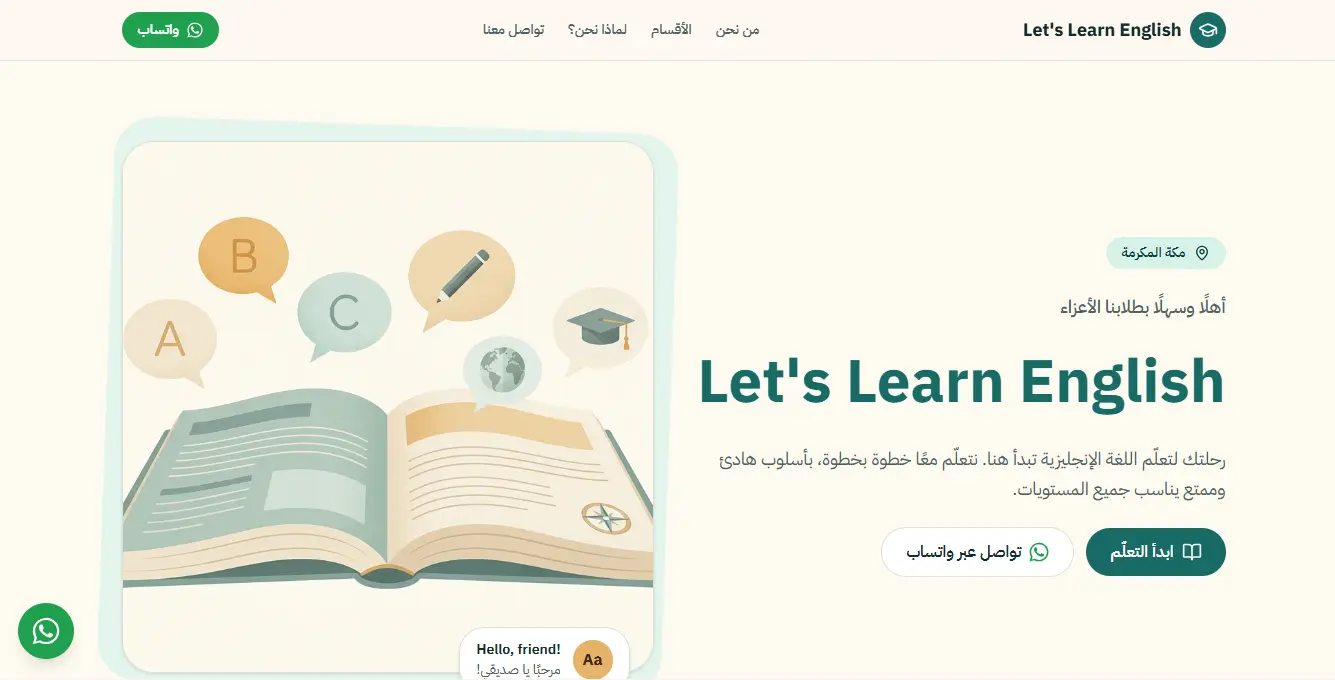 Let's Learn English
من نحن
الأقسام
لماذا نحن؟
تواصل معنا
واتساب
مكة المكرمة
أهلًا وسهلًا بطلابنا الأعزاء
Let's Learn English
رحلتك لتعلّم اللغة الإنجليزية تبدأ هنا. نتعلّم معًا خطوة بخطوة، بأسلوب هادئ
وممتع يناسب جميع المستويات.
ابدأ التعلّم
تواصل عبر واتساب
A
B
C
Aa
Hello, friend!
مرحبًا يا صديقي!